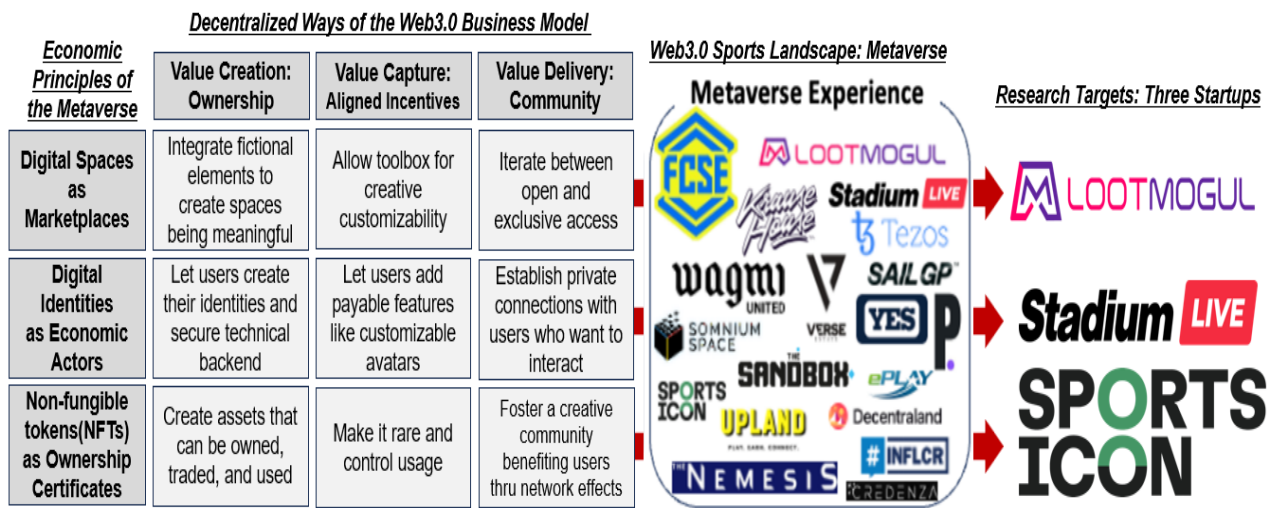 Decentralized Ways of the Web3.0 Business Model
Economic
Principles of
the Metaverse
Value Creation:
Ownership
Value Capture:
Aligned Incentives
Value Delivery:
Community
Digital Spaces
as
Marketplaces
Integrate fictional
elements to
create spaces
being meaningful
Allow toolbox for
creative
customizability
Iterate between
open and
exclusive access
Digital
Identities
as Economic
Actors
Let users create
their identities and
secure technical
backend
Let users add
payable features
like customizable
avatars
Establish private
connections with
users who want to
interact
Non-fungible
tokens(NFTs)
as Ownership
Certificates
Create assets that
can be owned,
traded, and used
Make it rare and
control usage
Foster a creative
community
benefiting users
thru network effects
Web3.0 Sports Landscape: Metaverse
Metaverse Experience
FCSE
LOOTMOGUL
Krause
House
Stadium LIVE
Tezos
wagmi
UNITED
VERSE
SAILGP
YES
SOMNIUM
SPACE
THE
SANDBOX
ePLAY
SPORTS
ICON
UPLAND
PLAY. EARN. CONNECT.
Decentraland
# INFLCR
THE NEMESIS
CREDENZA
Research Targets: Three Startups
LOOTMOGUL
Stadium LIVE
SPORTS
ICON